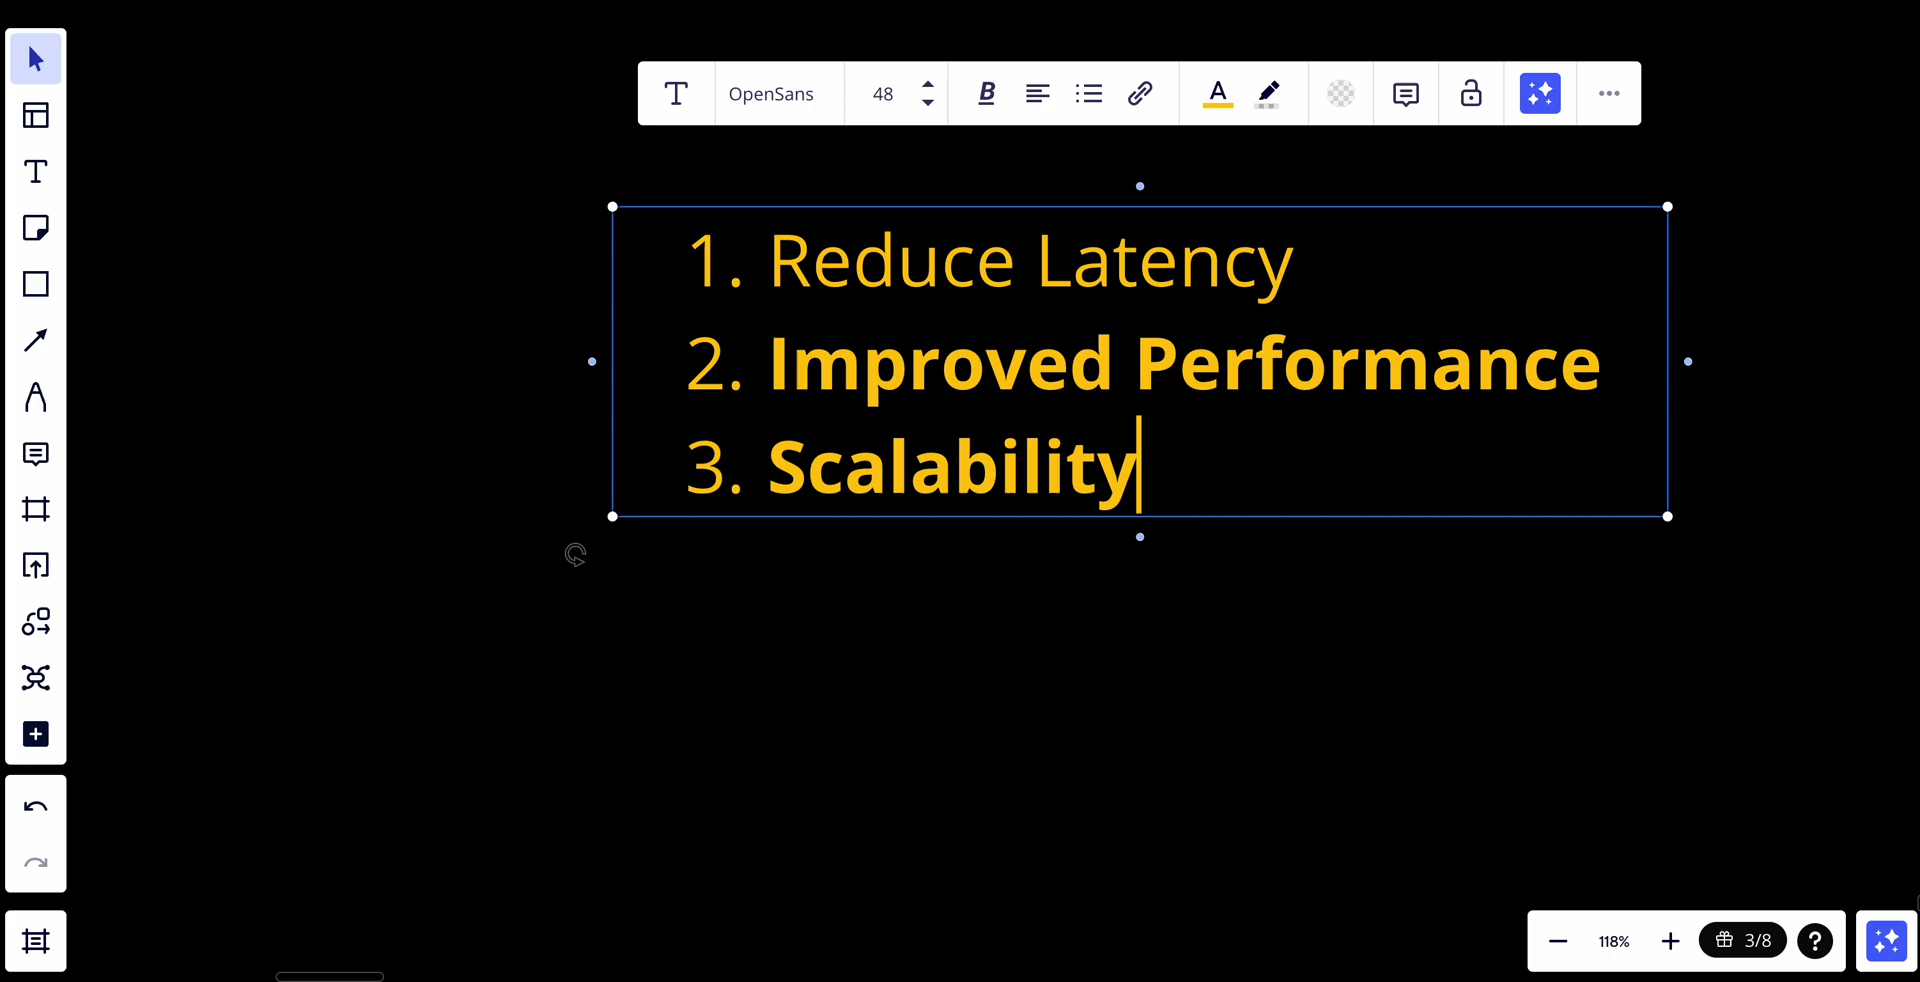 OpenSans 48 B A
1. Reduce Latency
2. Improved Performance
3. Scalability
118% 3/8 ?